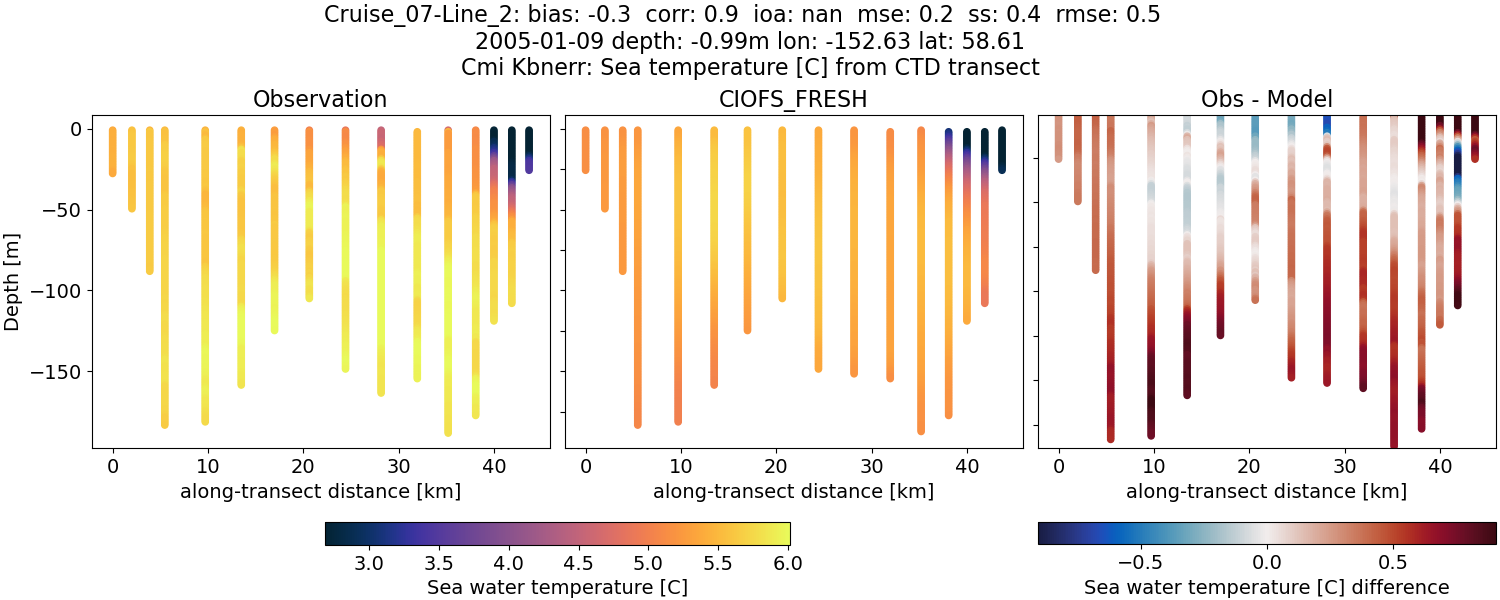 Cruise_07-Line_2: bias: -0.3  corr: 0.9  ioa: nan  mse: 0.2  ss: 0.4  rmse: 0.5
2005-01-09 depth: -0.99m lon: -152.63 lat: 58.61
Cmi Kbnerr: Sea temperature [C] from CTD transect
Observation
CIOFS_FRESH
Obs - Model
Depth [m]
0
−50
−100
−150
0 10 20 30 40
0 10 20 30 40
0 10 20 30 40
along-transect distance [km]
along-transect distance [km]
along-transect distance [km]
3.0 3.5 4.0 4.5 5.0 5.5 6.0
Sea water temperature [C]
−0.5 0.0 0.5
Sea water temperature [C] difference